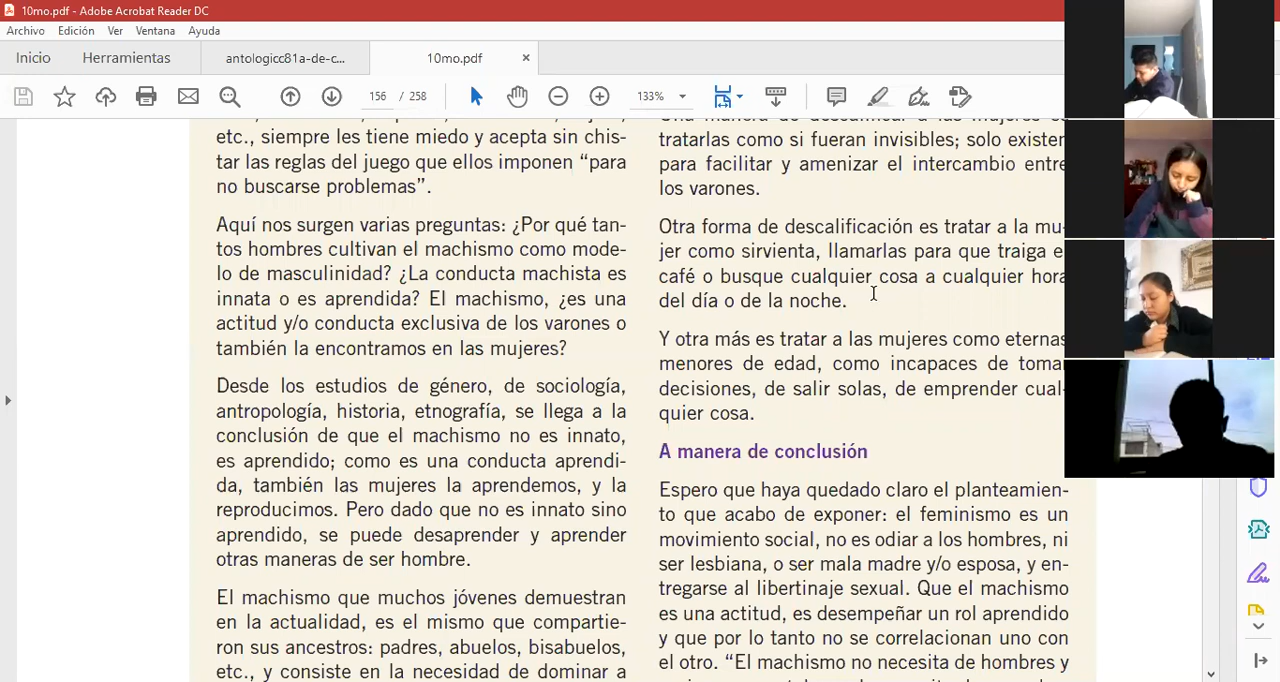 10mo.pdf - Adobe Acrobat Reader DC
Archivo Edición Ver Ventana Ayuda
Inicio Herramientas antologicc81a-de-c... 10mo.pdf ×
156 / 258 133%
etc., siempre les tiene miedo y acepta sin chis-
tar las reglas del juego que ellos imponen “para
no buscarse problemas”.
Aquí nos surgen varias preguntas: ¿Por qué tan-
tos hombres cultivan el machismo como mode-
lo de masculinidad? ¿La conducta machista es
innata o es aprendida? El machismo, ¿es una
actitud y/o conducta exclusiva de los varones o
también la encontramos en las mujeres?
Desde los estudios de género, de sociología,
antropología, historia, etnografía, se llega a la
conclusión de que el machismo no es innato,
es aprendido; como es una conducta aprendi-
da, también las mujeres la aprendemos, y la
reproducimos. Pero dado que no es innato sino
aprendido, se puede desaprender y aprender
otras maneras de ser hombre.
El machismo que muchos jóvenes demuestran
en la actualidad, es el mismo que compartie-
ron sus ancestros: padres, abuelos, bisabuelos,
etc., y consiste en la necesidad de dominar a
Una manera de descalificar a las mujeres es
tratarlas como si fueran invisibles; solo existen
para facilitar y amenizar el intercambio entre
los varones.
Otra forma de descalificación es tratar a la mu-
jer como sirvienta, llamarlas para que traiga e
café o busque cualquier cosa a cualquier hora
del día o de la noche.
Y otra más es tratar a las mujeres como eternas
menores de edad, como incapaces de tomar
decisiones, de salir solas, de emprender cual-
quier cosa.
A manera de conclusión
Espero que haya quedado claro el planteamien-
to que acabo de exponer: el feminismo es un
movimiento social, no es odiar a los hombres, ni
ser lesbiana, o ser mala madre y/o esposa, y en-
tregarse al libertinaje sexual. Que el machismo
es una actitud, es desempeñar un rol aprendido
y que por lo tanto no se correlacionan uno con
el otro. “El machismo no necesita de hombres y